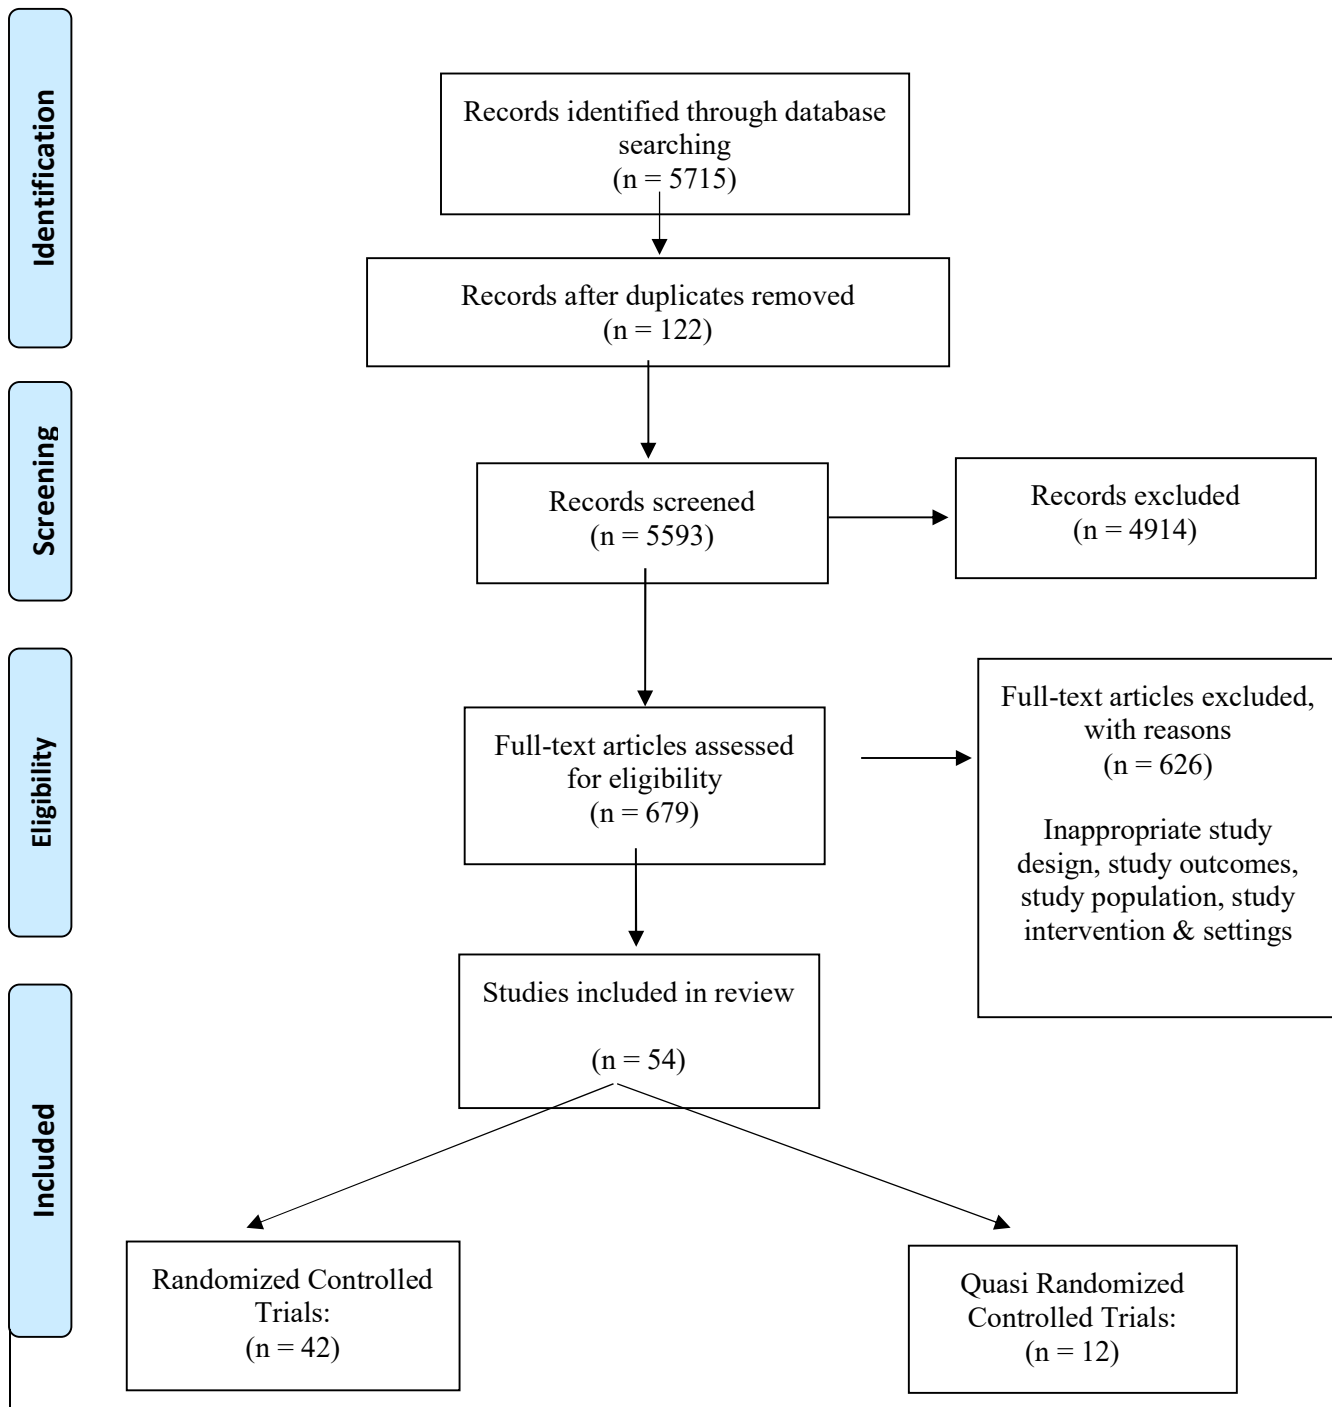 Identification
Records identified through database
searching
(n = 5715)
Records after duplicates removed
(n = 122)
Screening
Records screened
(n = 5593)
Records excluded
(n = 4914)
Eligibility
Full-text articles assessed
for eligibility
(n = 679)
Full-text articles excluded,
with reasons
(n = 626)
Inappropriate study
design, study outcomes,
study population, study
intervention & settings
Included
Studies included in review
(n = 54)
Randomized Controlled
Trials:
(n = 42)
Quasi Randomized
Controlled Trials:
(n = 12)